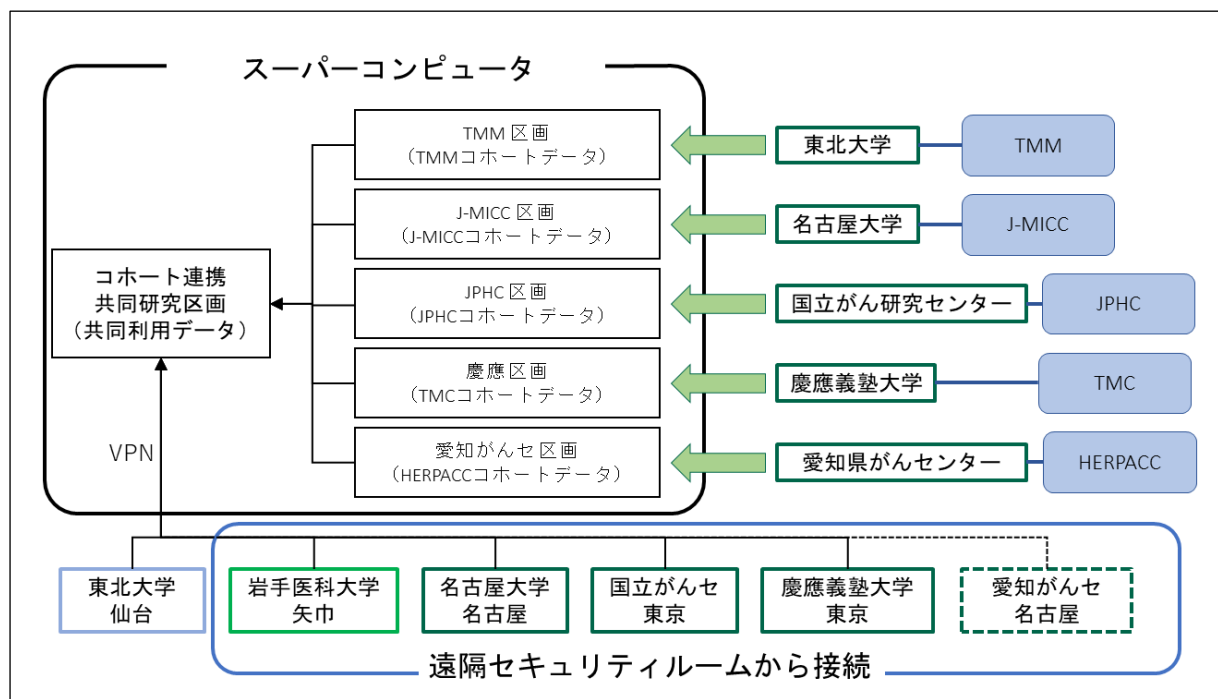 スーパーコンピュータ
TMM 区画
（TMMコホートデータ）
東北大学
TMM
J-MICC 区画
（J-MICCコホートデータ）
名古屋大学
J-MICC
コホート連携
共同研究区画
（共同利用データ）
JPHC 区画
（JPHCコホートデータ）
国立がん研究センター
JPHC
慶應区画
（TMCコホートデータ）
慶應義塾大学
TMC
愛知がんセ区画
（HERPACCコホートデータ）
愛知県がんセンター
HERPACC
VPN
東北大学
仙台
岩手医科大学
矢巾
名古屋大学
名古屋
国立がんセ
東京
慶應義塾大学
東京
愛知がんセ
名古屋
遠隔セキュリティルームから接続